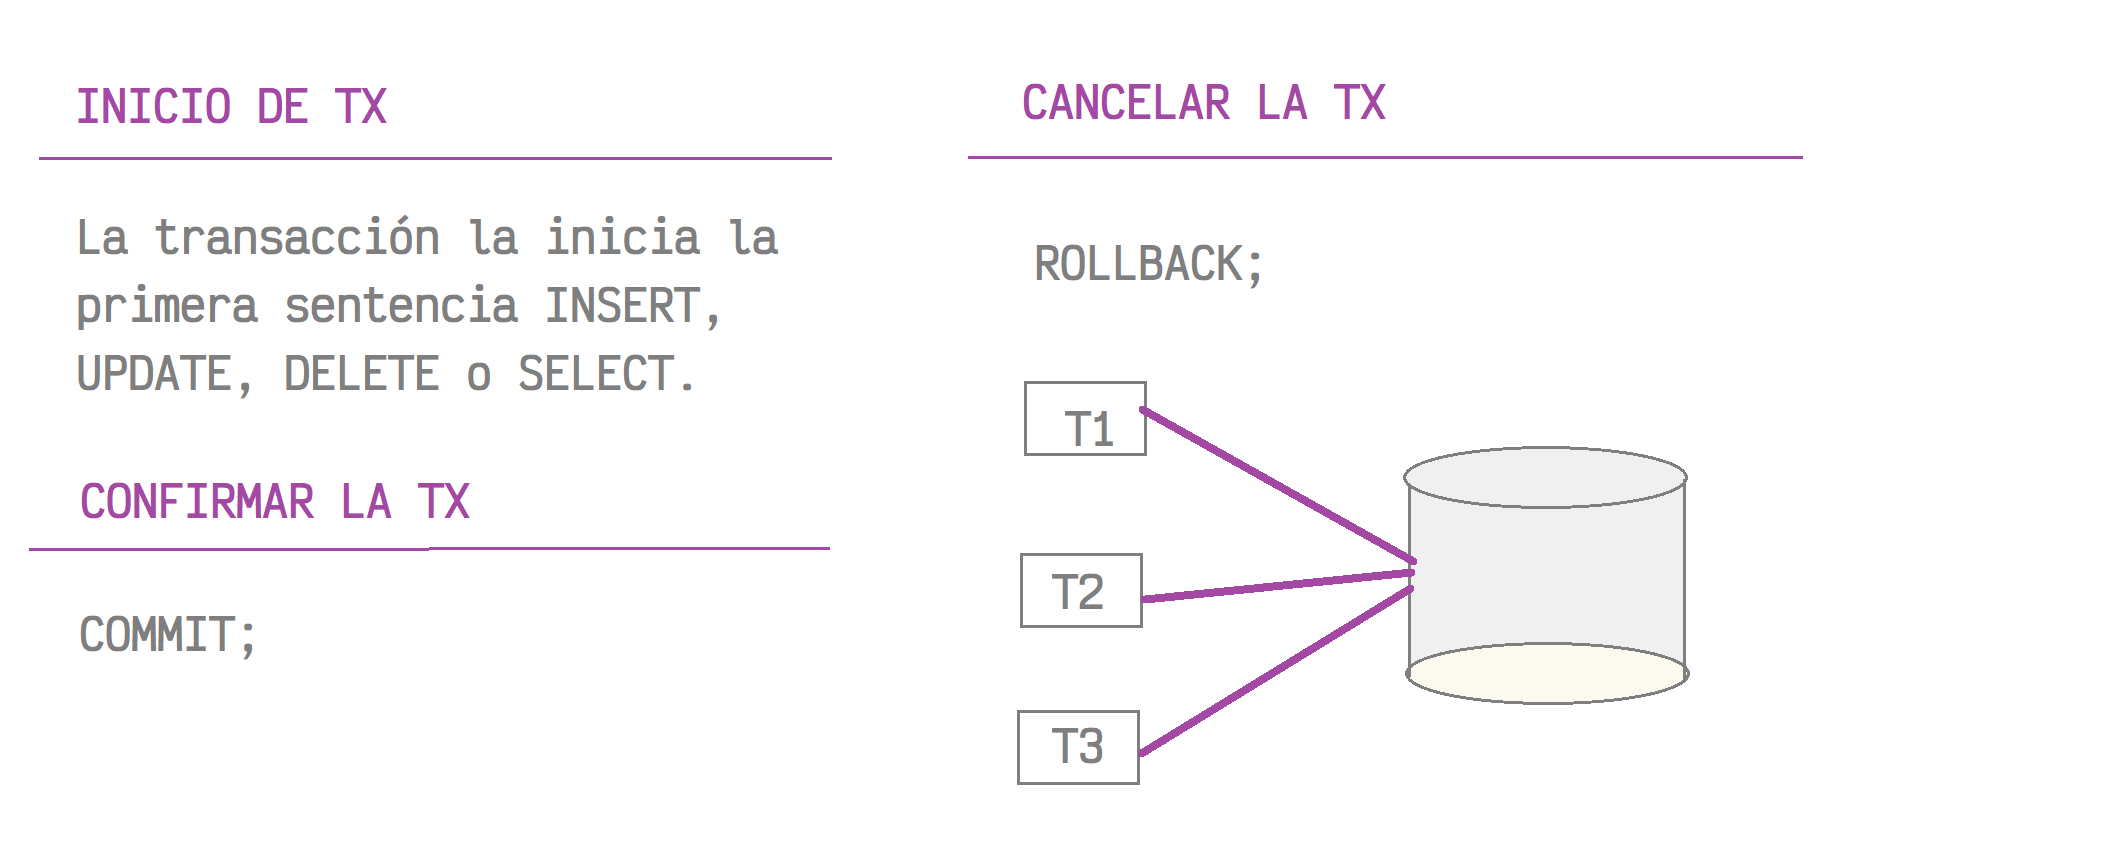 INICIO DE TX
La transacción la inicia la
primera sentencia INSERT,
UPDATE, DELETE o SELECT.
CONFIRMAR LA TX
COMMIT;
CANCELAR LA TX
ROLLBACK;
T1
T2
T3